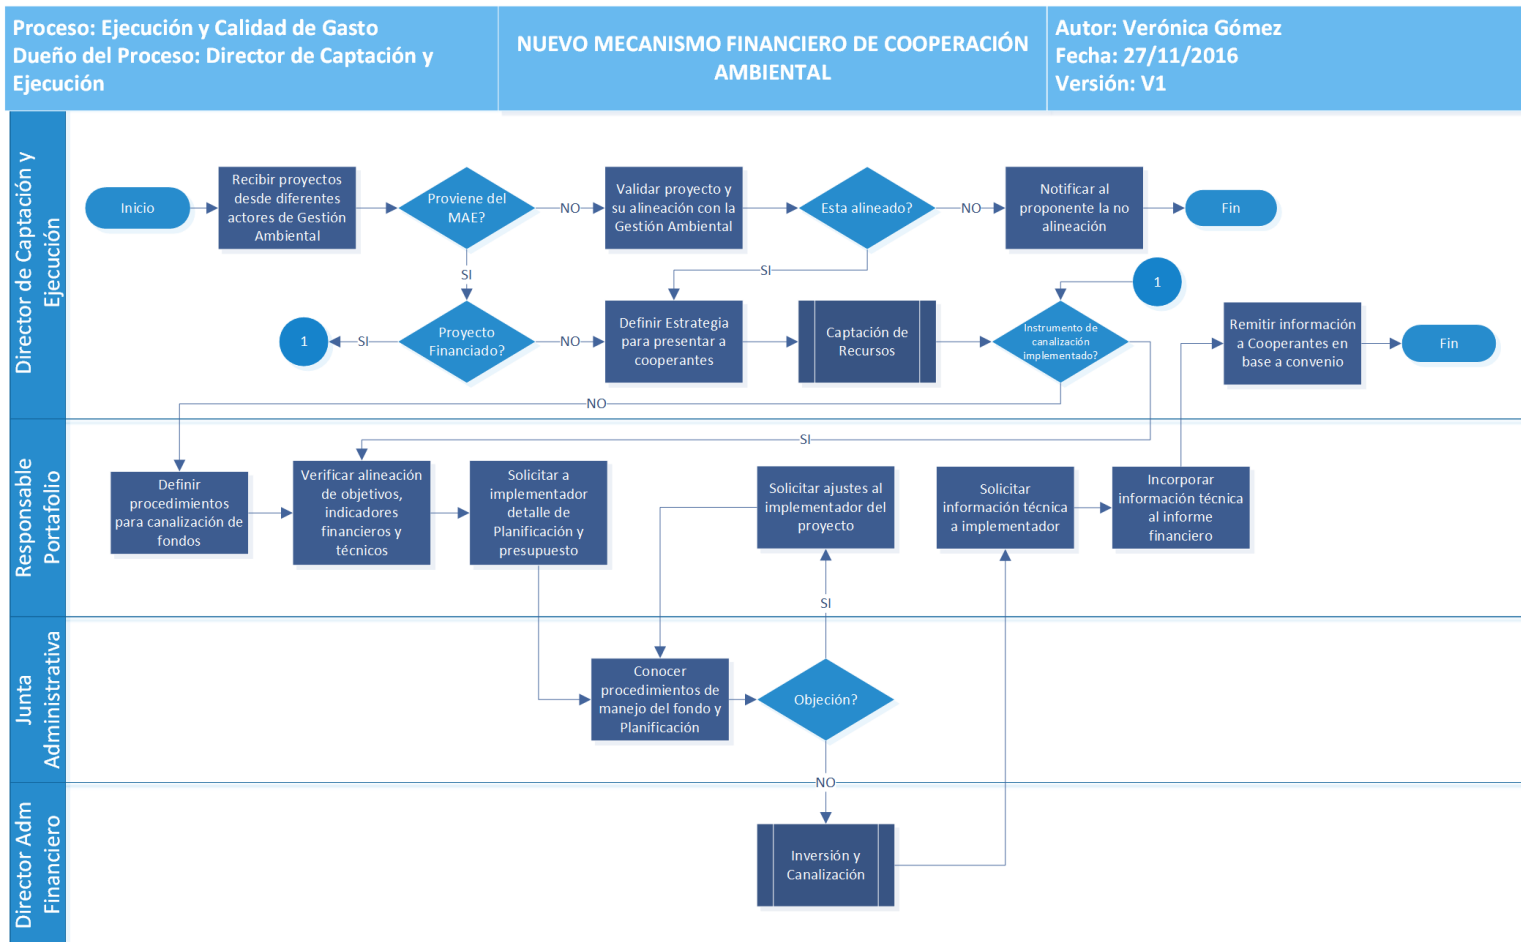 Proceso: Ejecución y Calidad de Gasto
Dueño del Proceso: Director de Captación y
Ejecución
NUEVO MECANISMO FINANCIERO DE COOPERACIÓN
AMBIENTAL
Autor: Verónica Gómez
Fecha: 27/11/2016
Versión: V1
Director de Captación y
Ejecución
Inicio
Recibir proyectos
desde diferentes
actores de Gestión
Ambiental
Proviene del
MAE?
NO
Validar proyecto y
su alineación con la
Gestión Ambiental
Esta alineado?
NO
Notificar al
proponente la no
alineación
Fin
SI
SI
1
1
SI
Proyecto
Financiado?
NO
Definir Estrategia
para presentar a
cooperantes
Captación de
Recursos
Instrumento de
canalización
implementado?
Remitir información
a Cooperantes en
base a convenio
Fin
NO
SI
Responsable
Portafolio
Definir
procedimientos
para canalización de
fondos
Verificar alineación
de objetivos,
indicadores
financieros y
técnicos
Solicitar a
implementador
detalle de
Planificación y
presupuesto
Solicitar ajustes al
implementador del
proyecto
Solicitar
información técnica
a implementador
Incorporar
información técnica
al informe
financiero
SI
Junta
Administrativa
Conocer
procedimientos de
manejo del fondo y
Planificación
Objeción?
NO
Director Adm
Financiero
Inversión y
Canalización